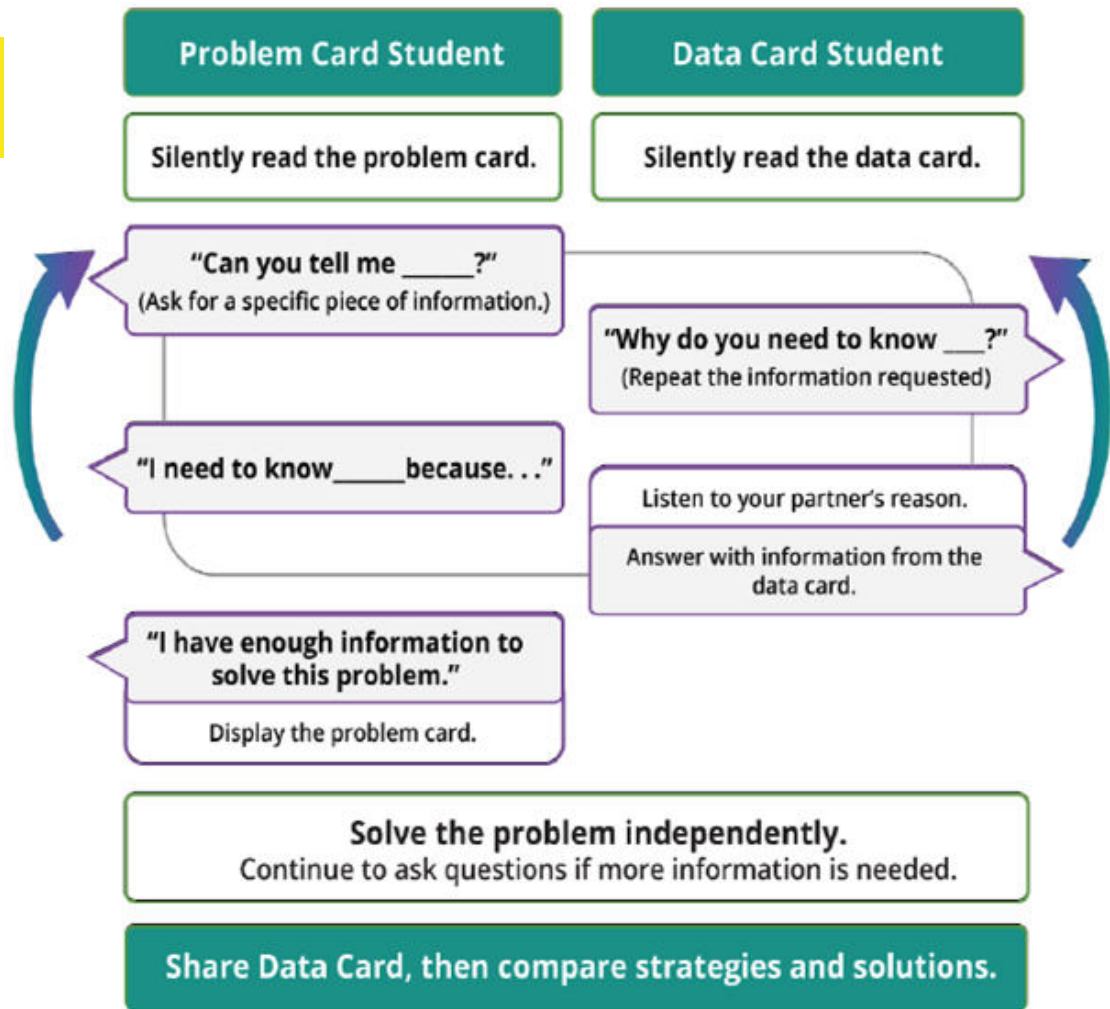 Problem Card Student
Data Card Student
Silently read the problem card.
Silently read the data card.
“Can you tell me ______?”
(Ask for a specific piece of information.)
“Why do you need to know ___?”
(Repeat the information requested)
“I need to know______because. . .”
Listen to your partner’s reason.
Answer with information from the
data card.
“I have enough information to
solve this problem.”
Display the problem card.
Solve the problem independently.
Continue to ask questions if more information is needed.
Share Data Card, then compare strategies and solutions.